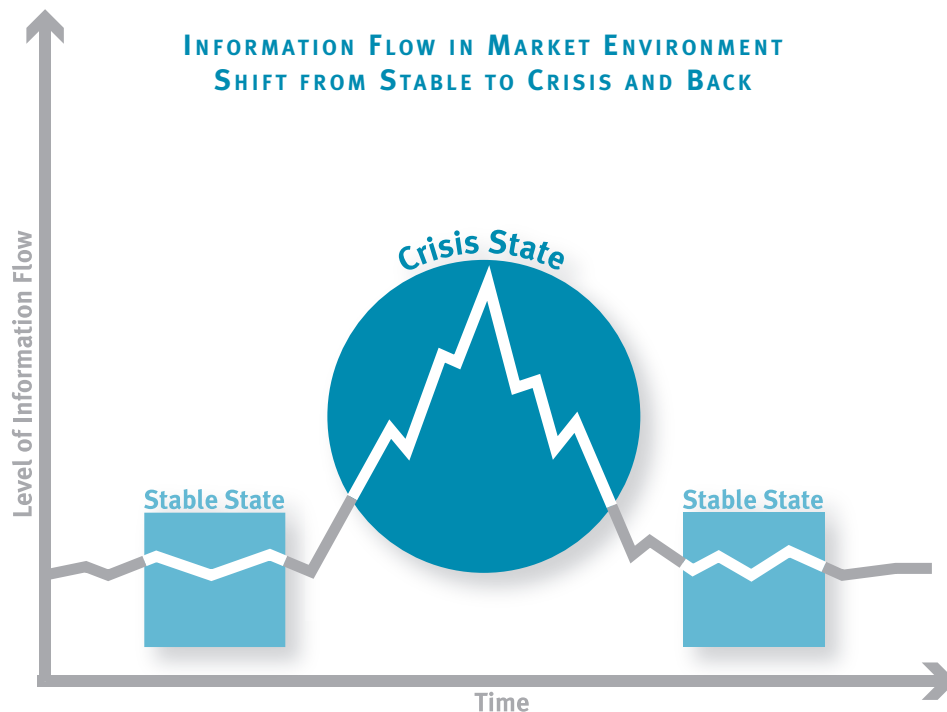 INFORMATION FLOW IN MARKET ENVIRONMENT
SHIFT FROM STABLE TO CRISIS AND BACK
Level of Information Flow
Crisis State
Stable State
Stable State
Time